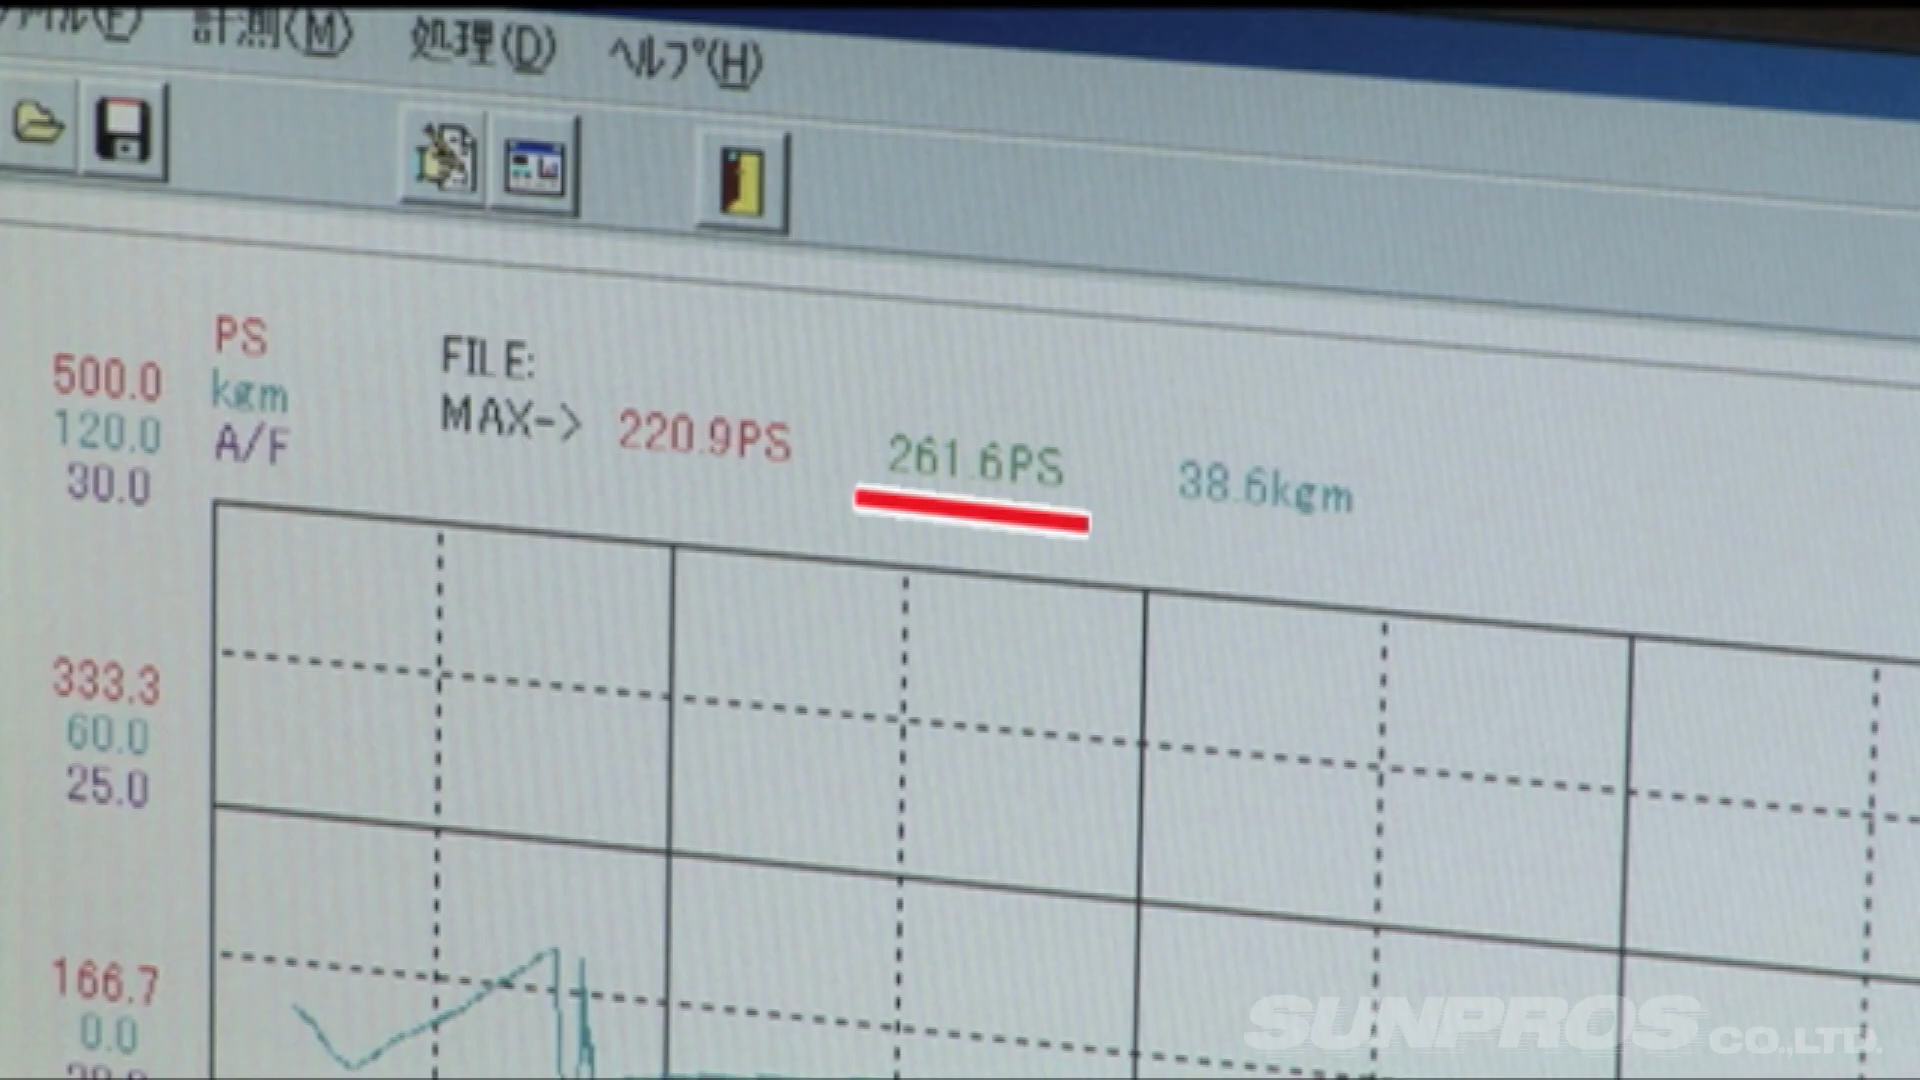 ファイル(F) 計測(M) 処理(D) ﾍﾙﾌﾟ(H)
PS
500.0 kgm
120.0 A/F
30.0
FILE:
MAX-> 220.9PS 261.6PS 38.6kgm
333.3
60.0
25.0
166.7
0.0
SUNPROS CO.,LTD.